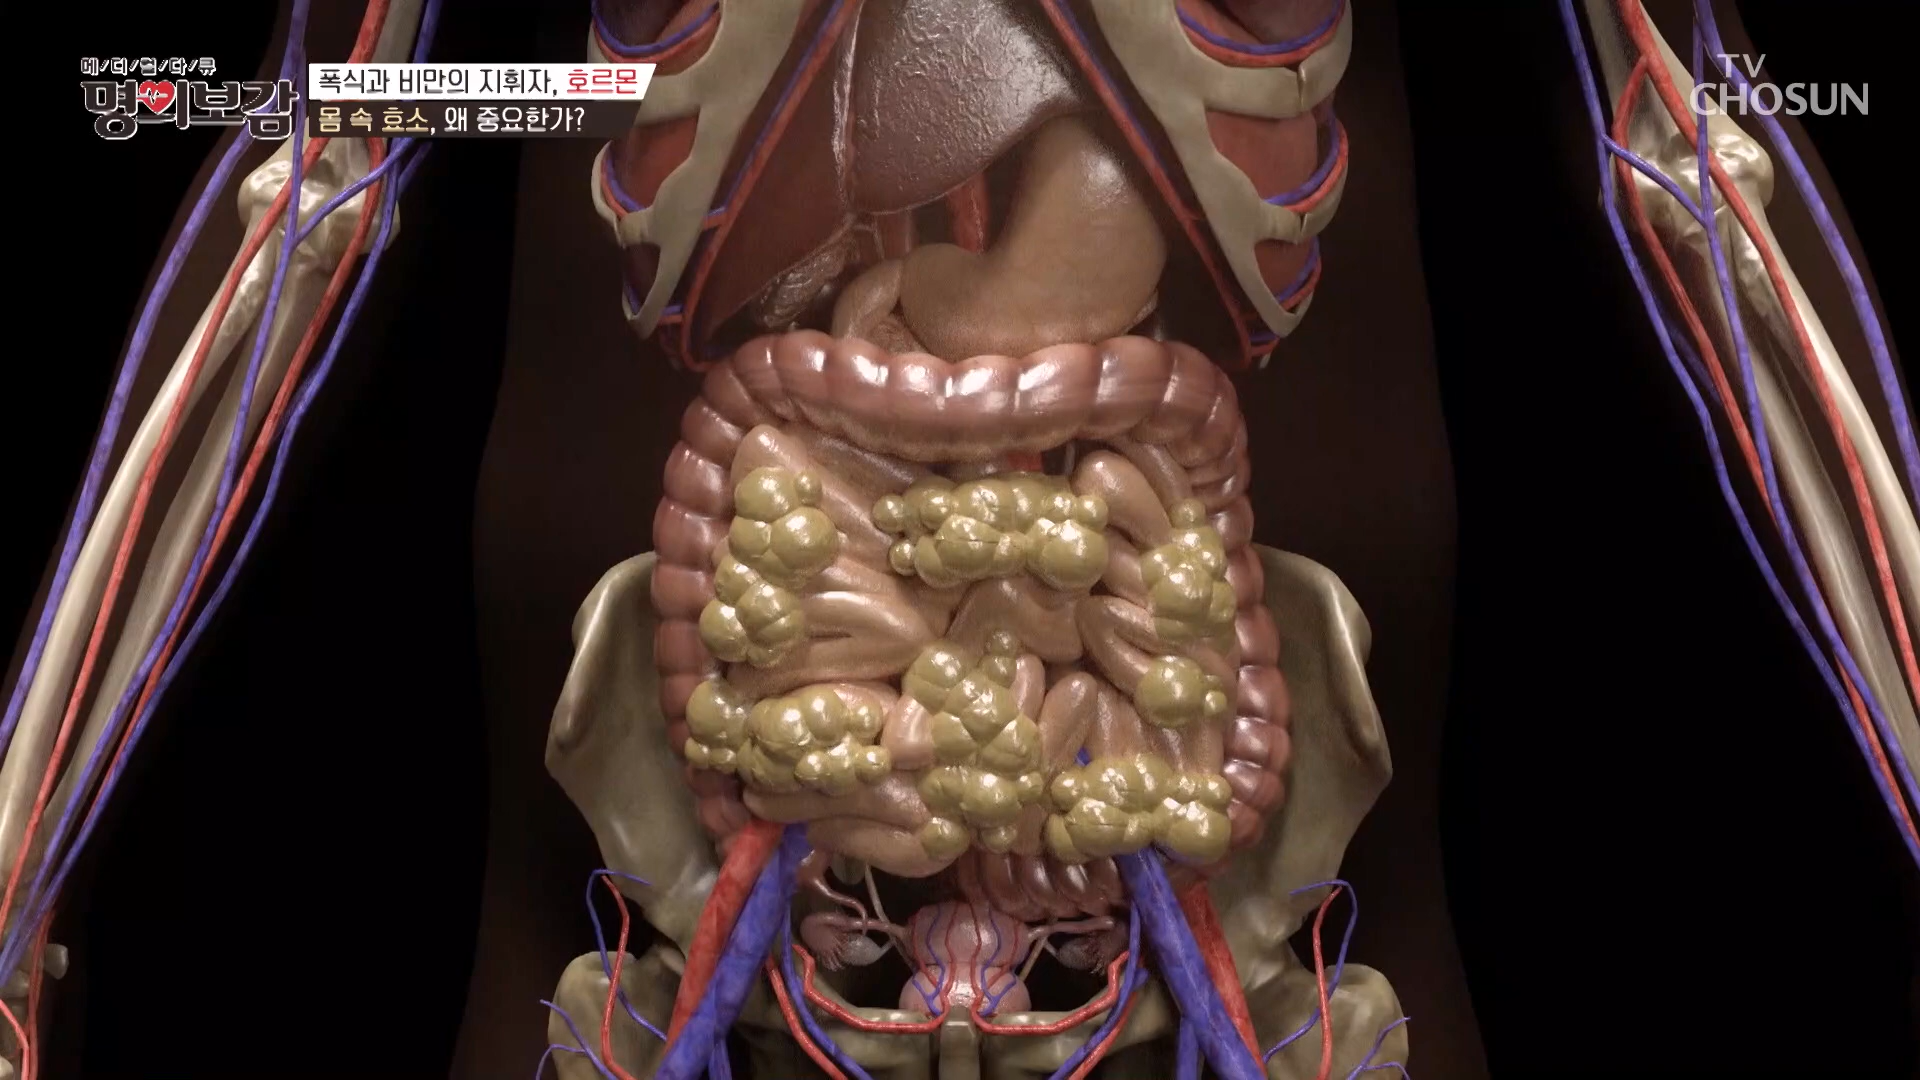 메/디/컬/다/큐
명의보감
폭식과 비만의 지휘자, 호르몬
몸 속 효소, 왜 중요한가?
TV
CHOSUN